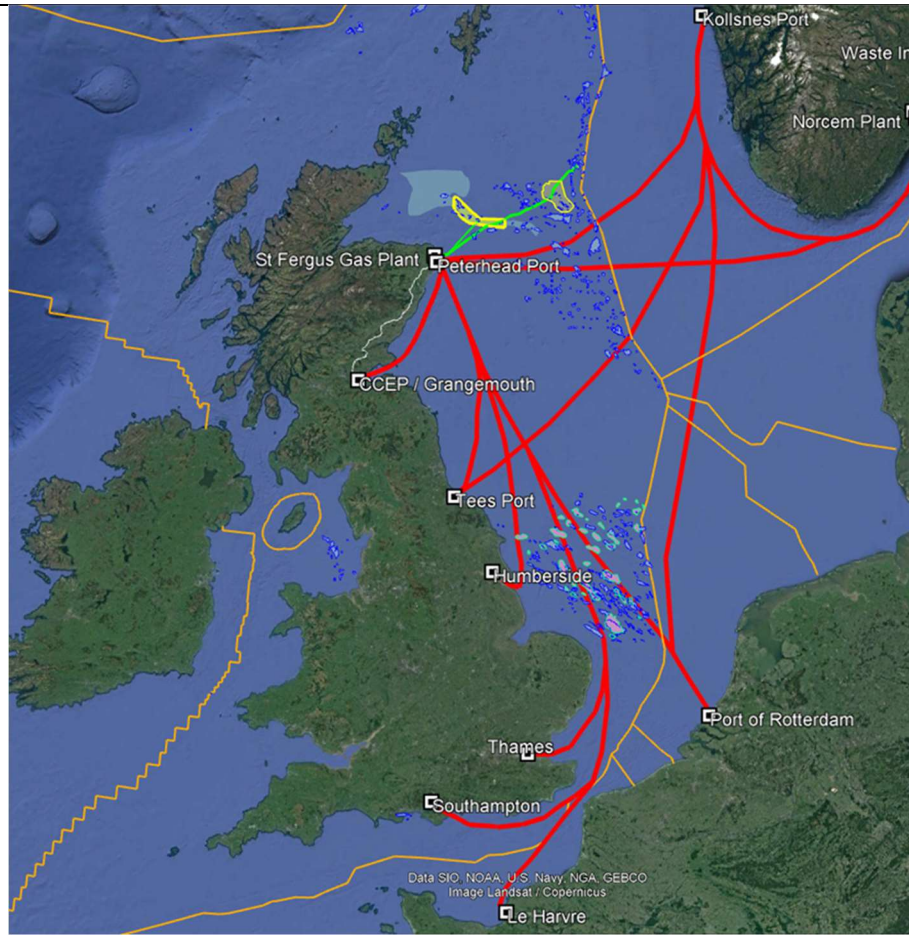 Kollsnes Port
Waste In
Norcem Plant
St Fergus Gas Plant
Peterhead Port
CCEP / Grangemouth
Tees Port
Humberside
Port of Rotterdam
Thames
Southampton
Data SIO, NOAA, U.S. Navy, NGA, GEBCO
Image Landsat / Copernicus
Le Harvre